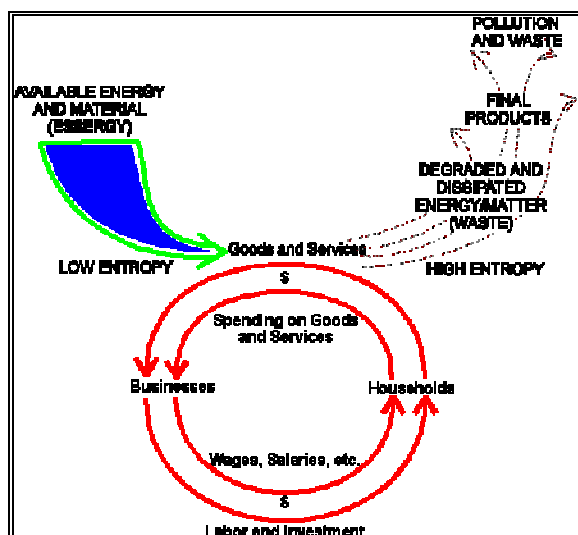 POLLUTION
AND WASTE
AVAILABLE ENERGY
AND MATERIAL
(ESSERGY)
FINAL
PRODUCTS
DEGRADIED AND
DISSIPATED
ENERGY/MATTER
(WASTE)
Goods and Services
LOW ENTROPY
HIGH ENTROPY
$
Spending on Goods
and Services
Businesses
Households
Wages, Salaries, etc.
$
Labor and Investment